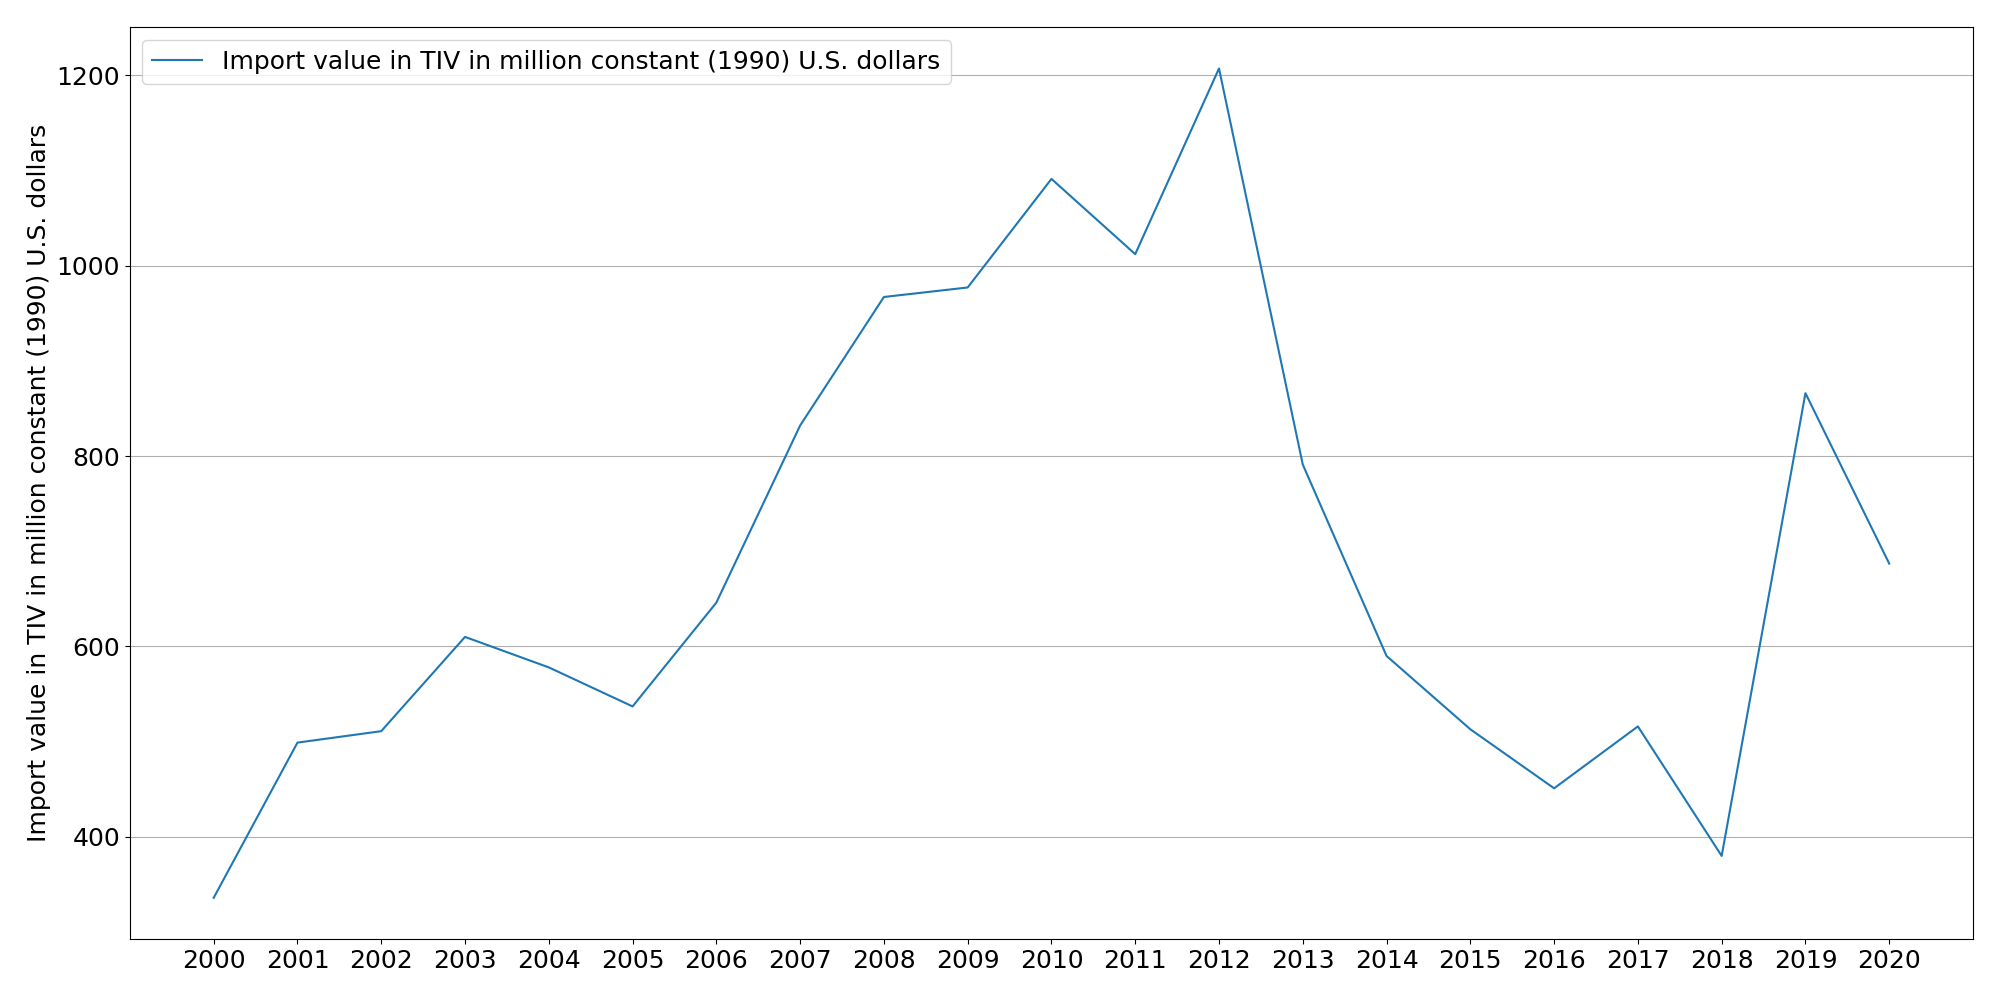 Import value in TIV in million constant (1990) U.S. dollars
Import value in TIV in million constant (1990) U.S. dollars
1200
1000
800
600
400
2000 2001 2002 2003 2004 2005 2006 2007 2008 2009 2010 2011 2012 2013 2014 2015 2016 2017 2018 2019 2020